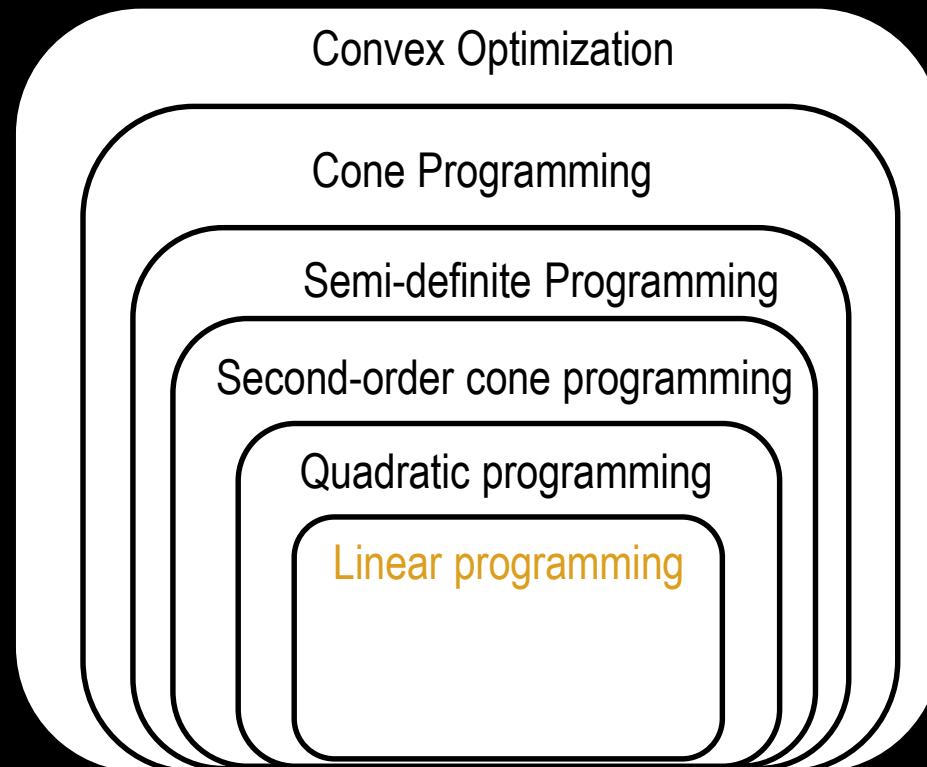 Convex Optimization
Cone Programming
Semi-definite Programming
Second-order cone programming
Quadratic programming
Linear programming